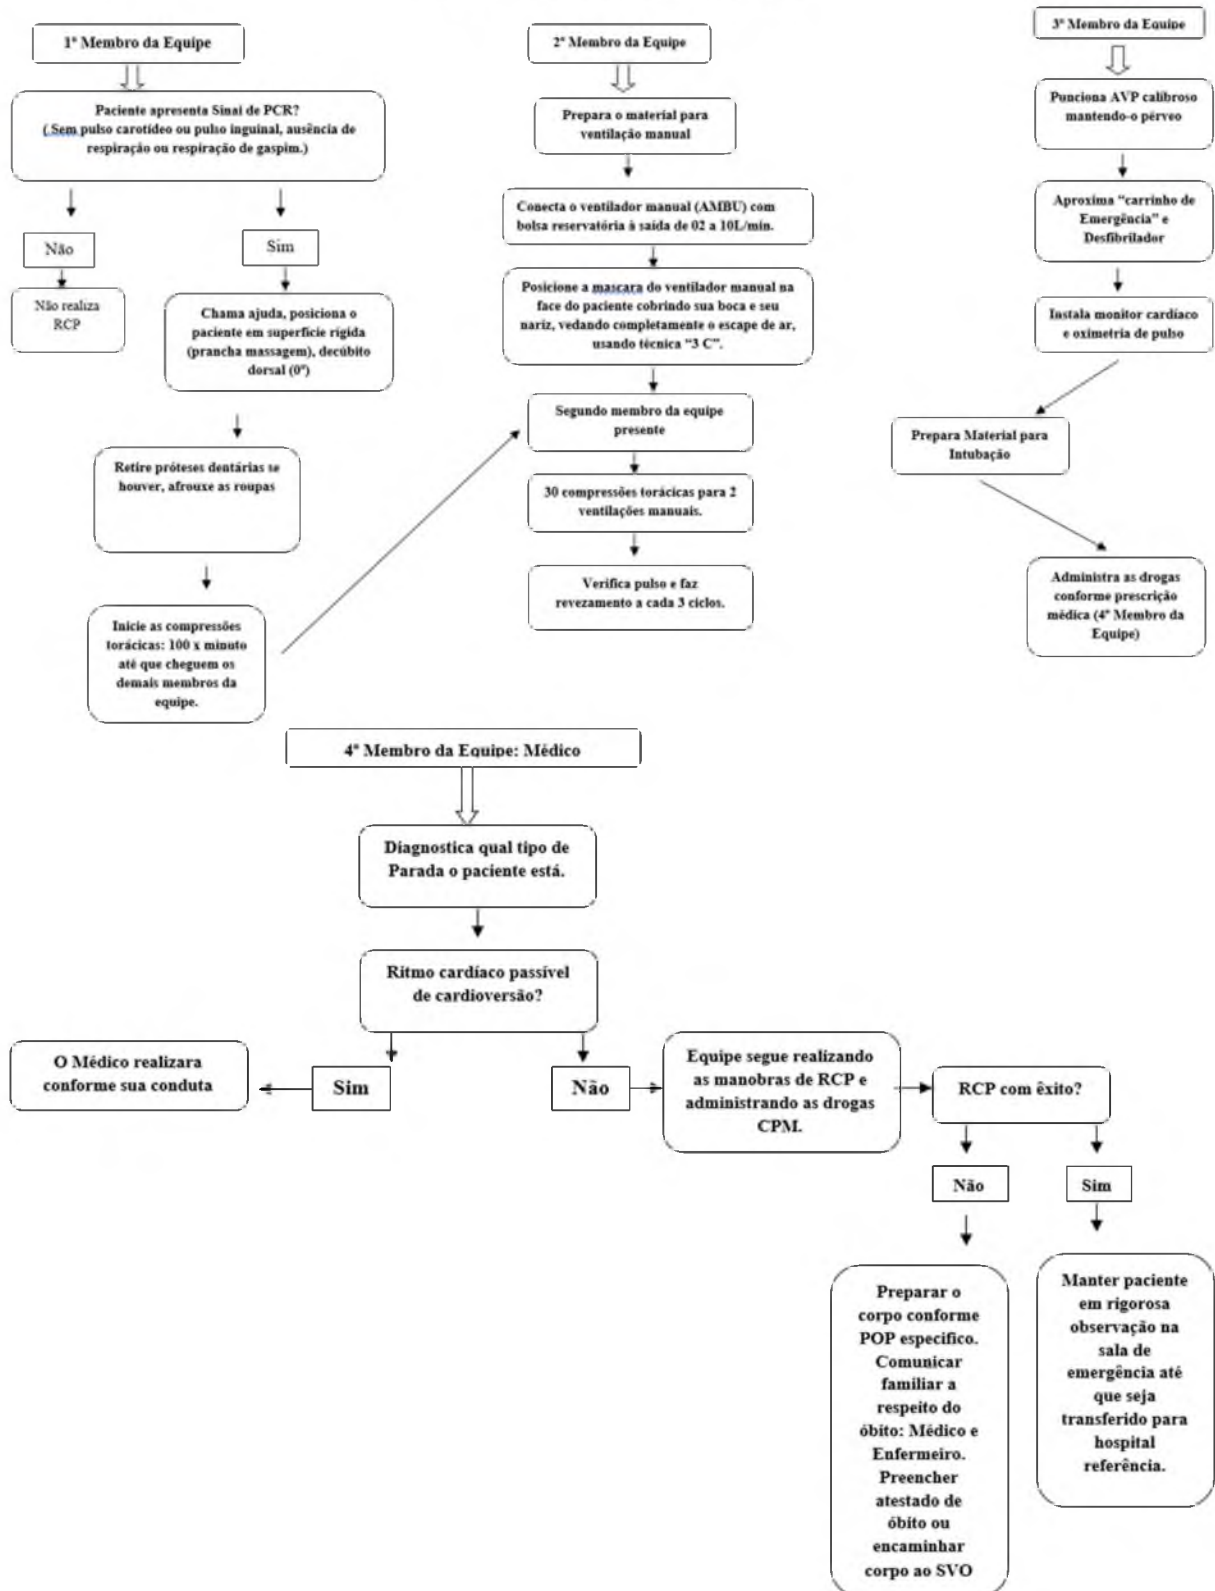 1º Membro da Equipe
Paciente apresenta Sinai de PCR?
( Sem pulso carotídeo ou pulso inguinal, ausência de
respiração ou respiração de gaspim.)
Não
Sim
Não realiza
RCP
Chama ajuda, posiciona o
paciente em superfície rígida
(prancha massagem), decúbito
dorsal (0º)
Retire próteses dentárias se
houver, afrouxe as roupas
Inicie as compressões
torácicas: 100 x minuto
até que cheguem os
demais membros da
equipe.
2º Membro da Equipe
Prepara o material para
ventilação manual
Conecta o ventilador manual (AMBU) com
bolsa reservatória à saída de 02 a 10L/min.
Posicione a mascara do ventilador manual na
face do paciente cobrindo sua boca e seu
nariz, vedando completamente o escape de ar,
usando técnica “3 C”.
Segundo membro da equipe
presente
30 compressões torácicas para 2
ventilações manuais.
Verifica pulso e faz
revezamento a cada 3 ciclos.
3º Membro da Equipe
Punciona AVP calibroso
mantendo-o pérveo
Aproxima “carrinho de
Emergência” e
Desfibrilador
Instala monitor cardíaco
e oximetria de pulso
Prepara Material para
Intubação
Administra as drogas
conforme prescrição
médica (4º Membro da
Equipe)
4º Membro da Equipe: Médico
Diagnostica qual tipo de
Parada o paciente está.
Ritmo cardíaco passível
de cardioversão?
O Médico realizara
conforme sua conduta
Sim
Não
Equipe segue realizando
as manobras de RCP e
administrando as drogas
CPM.
RCP com êxito?
Não
Sim
Preparar o
corpo conforme
POP especifico.
Comunicar
familiar a
respeito do
óbito: Médico e
Enfermeiro.
Preencher
atestado de
óbito ou
encaminhar
corpo ao SVO
Manter paciente
em rigorosa
observação na
sala de
emergência até
que seja
transferido para
hospital
referência.